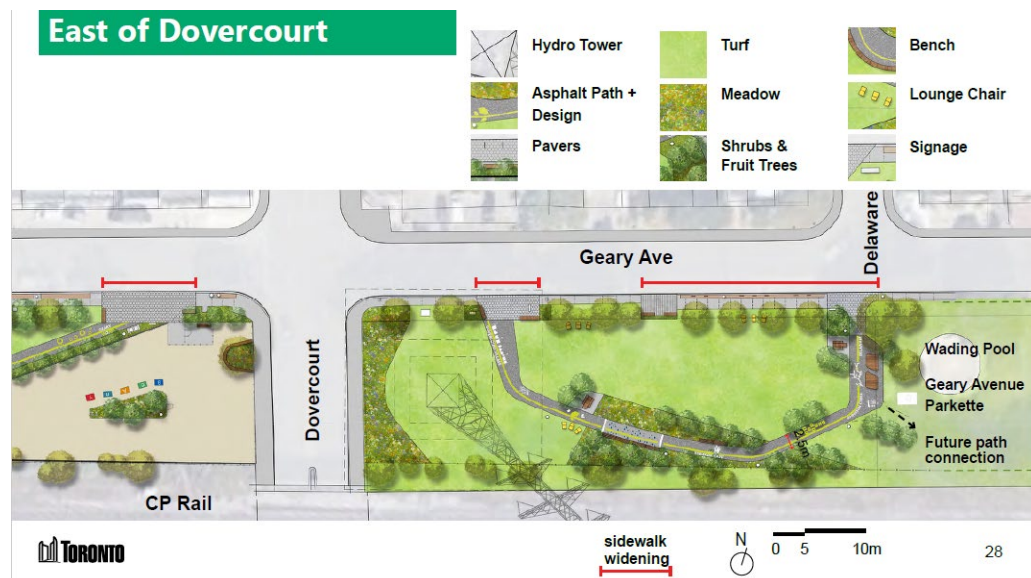 East of Dovercourt
Hydro Tower
Turf
Bench
Asphalt Path +
Design
Meadow
Lounge Chair
Pavers
Shrubs &
Fruit Trees
Signage
Geary Ave
Delaware
Dovercourt
Wading Pool
Geary Avenue
Parkette
Future path
connection
2.5m
CP Rail
TORONTO
sidewalk
widening
N
0 5 10m
28